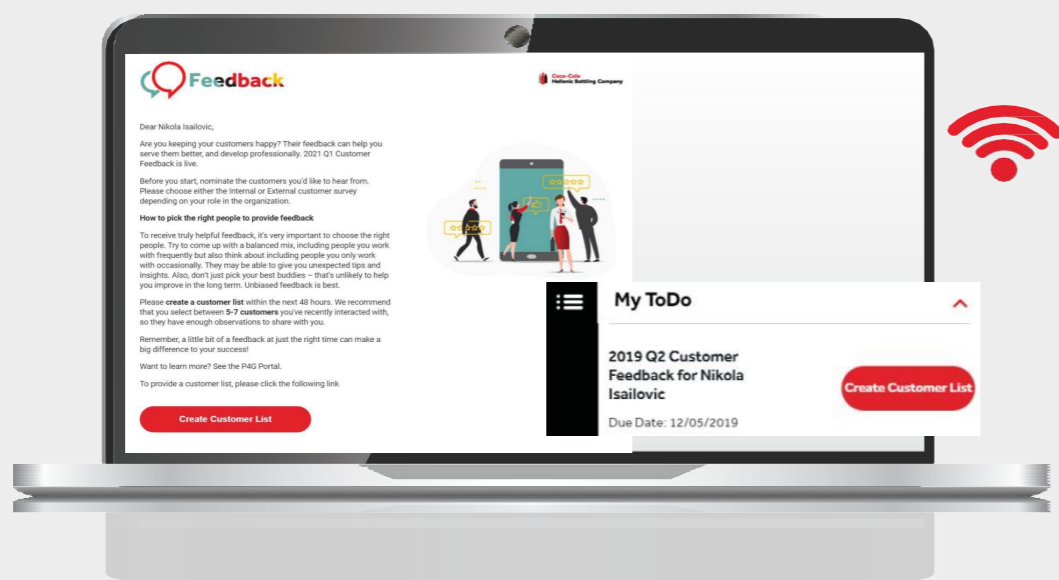 Feedback
Coca-Cola
Hellenic Bottling Company
Dear Nikola Isailovic,
Are you keeping your customers happy? Their feedback can help you
serve them better, and develop professionally. 2021 Q1 Customer
Feedback is live.
Before you start, nominate the customers you'd like to hear from.
Please choose either the Internal or External customer survey
depending on your role in the organization.
How to pick the right people to provide feedback
To receive truly helpful feedback, it's very important to choose the right
people. Try to come up with a balanced mix, including people you work
with frequently but also think about including people you only work
with occasionally. They may be able to give you unexpected tips and
insights. Also, don't just pick your best buddies – that's unlikely to help
you improve in the long term. Unbiased feedback is best.
Please create a customer list within the next 48 hours. We recommend
that you select between 5-7 customers you've recently interacted with,
so they have enough observations to share with you.
Remember, a little bit of a feedback at just the right time can make a
big difference to your success!
Want to learn more? See the P4G Portal.
To provide a customer list, please click the following link
Create Customer List
My ToDo
2019 Q2 Customer
Feedback for Nikola
Isailovic
Create Customer List
Due Date: 12/05/2019